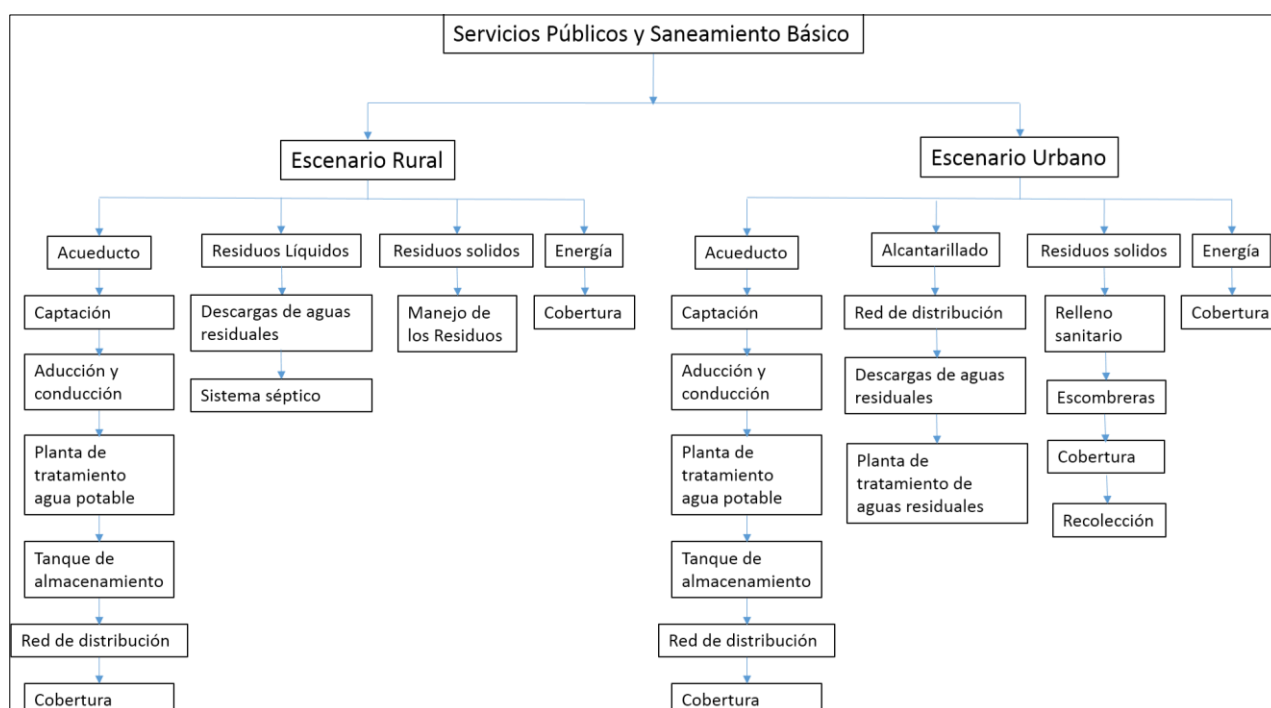 Servicios Públicos y Saneamiento Básico
Escenario Rural
Escenario Urbano
Acueducto
Residuos Líquidos
Residuos solidos
Energía
Acueducto
Alcantarillado
Residuos solidos
Energía
Captación
Descargas de aguas
residuales
Manejo de
los Residuos
Cobertura
Captación
Red de distribución
Relleno
sanitario
Cobertura
Aducción y
conducción
Sistema séptico
Aducción y
conducción
Descargas de aguas
residuales
Escombreras
Planta de
tratamiento
agua potable
Planta de
tratamiento
agua potable
Planta de
tratamiento de
aguas residuales
Cobertura
Recolección
Tanque de
almacenamiento
Tanque de
almacenamiento
Red de distribución
Red de distribución
Cobertura
Cobertura